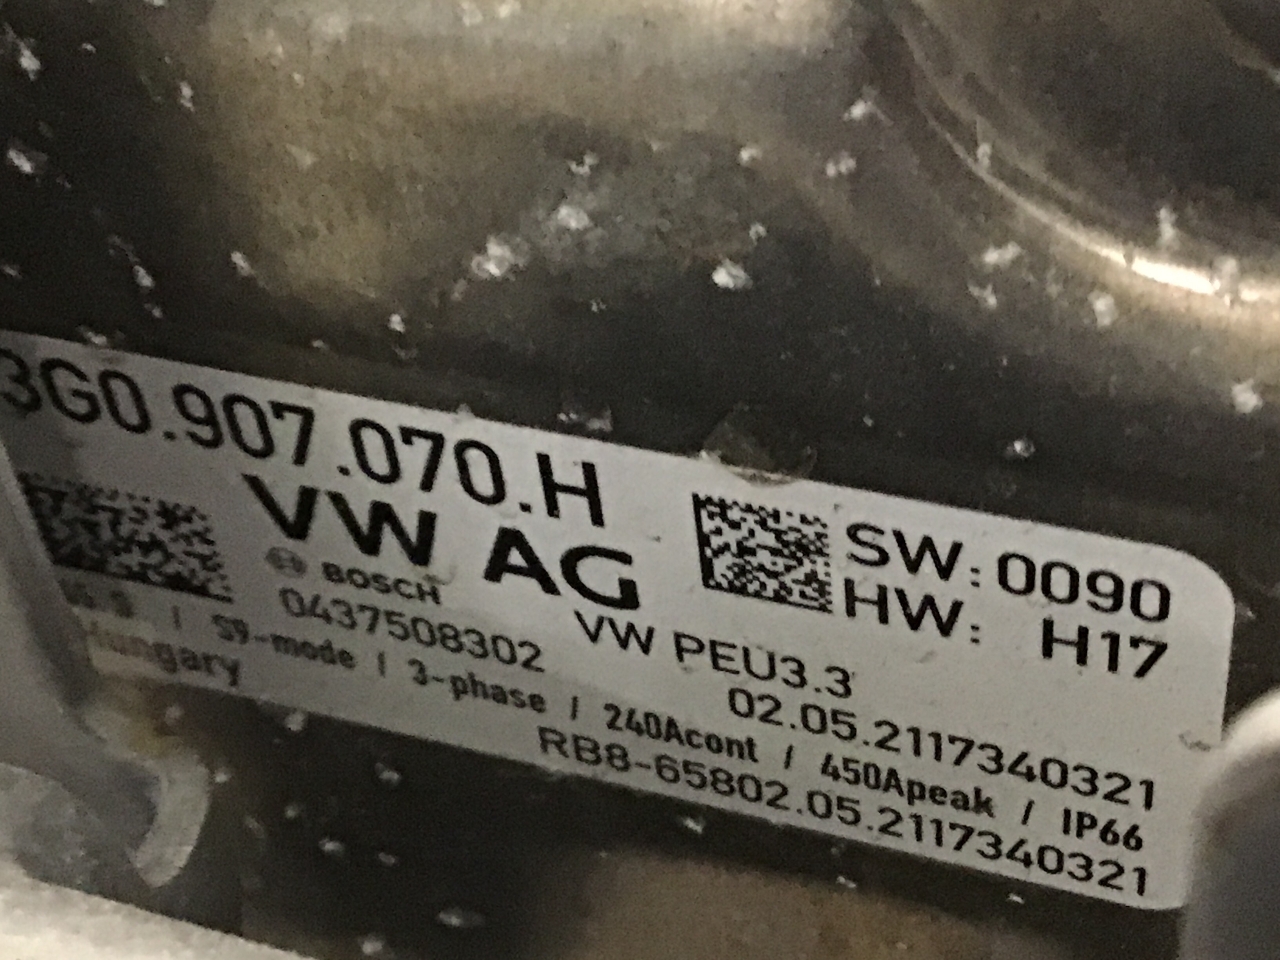 3G0.907.070.H
VW AG
SW: 0090
HW: H17
BOSCH
0437508302
VW PEU3.3
02.05.2117340321
/ S9-mode / 3-phase / 240Acont / 450Apeak / IP66
Hungary
RB8-65802.05.2117340321